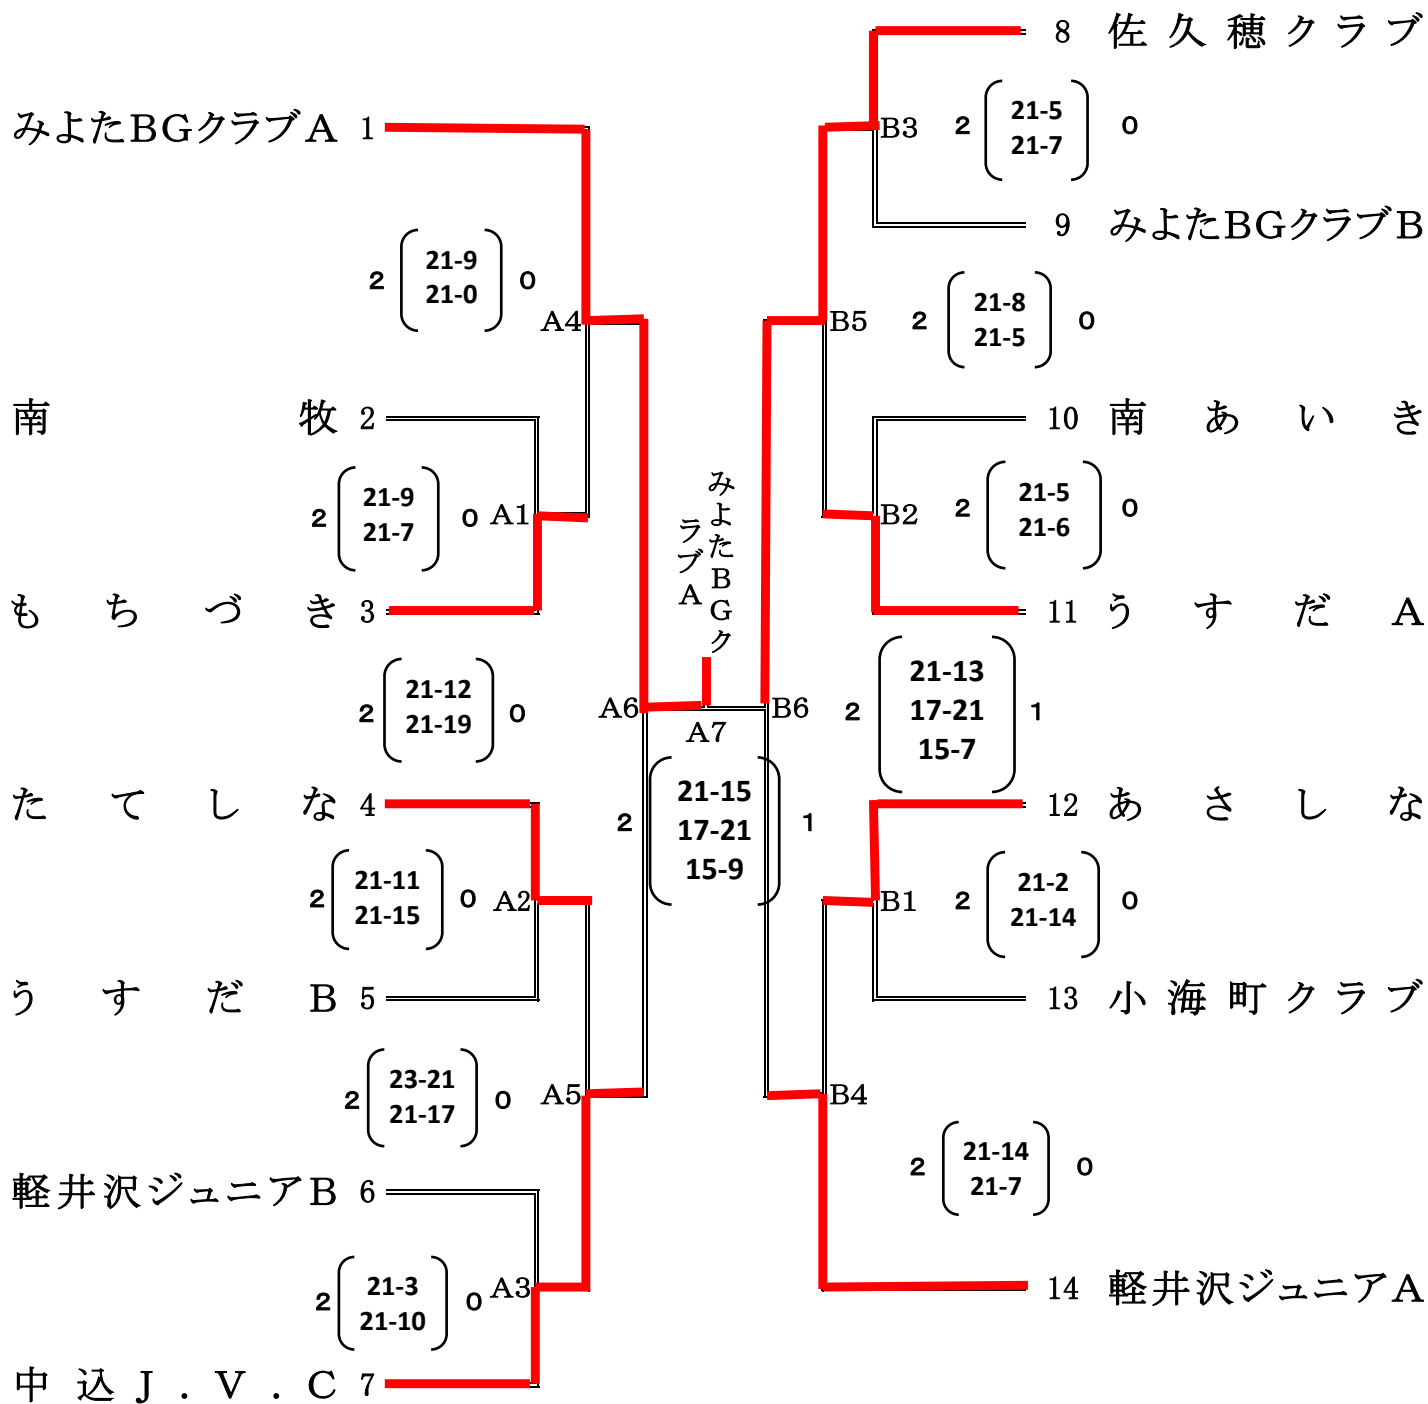 みよたBGクラブA 1
2 21-9 0
21-0
A4
南牧 2
2 21-9 0
21-7
A1
もちづき 3
2 21-12 0
21-19
A6
たてしな 4
2 21-11 0
21-15
A2
うすだB 5
2 23-21 0
21-17
A5
軽井沢ジュニアB 6
2 21-3 0
21-10
A3
中込J.V.C 7
みよたBGク
ラブA
A7
2 21-15 1
17-21
15-9
8 佐久穂クラブ
B3
2 21-5 0
21-7
9 みよたBGクラブB
B5
2 21-8 0
21-5
10 南あいき
B2
2 21-5 0
21-6
11 うすだA
B6
2 21-13 1
17-21
15-7
12 あさしな
B1
2 21-2 0
21-14
13 小海町クラブ
B4
2 21-14 0
21-7
14 軽井沢ジュニアA